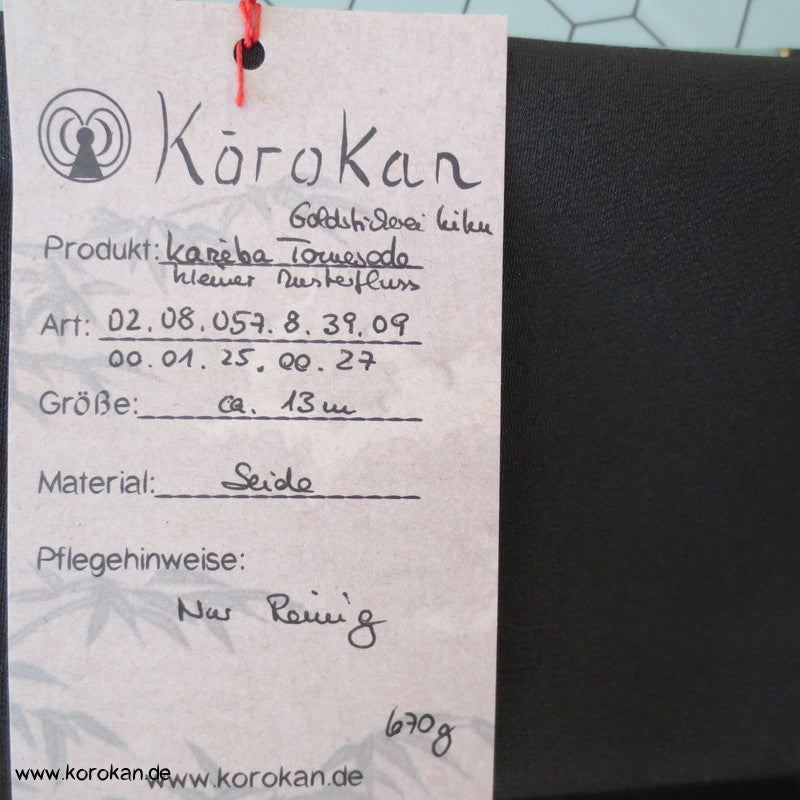 Kōrokan
Goldstickerei kiku
Produkt: Karieba Tomesode
kleiner Musterfluss
Art: 02.08.057.8.39.09
00.01.25.00.27
Größe: ca. 13m
Material: Seide
Pflegehinweise:
Nur Reinig
670g
www.korokan.de
www.korokan.de